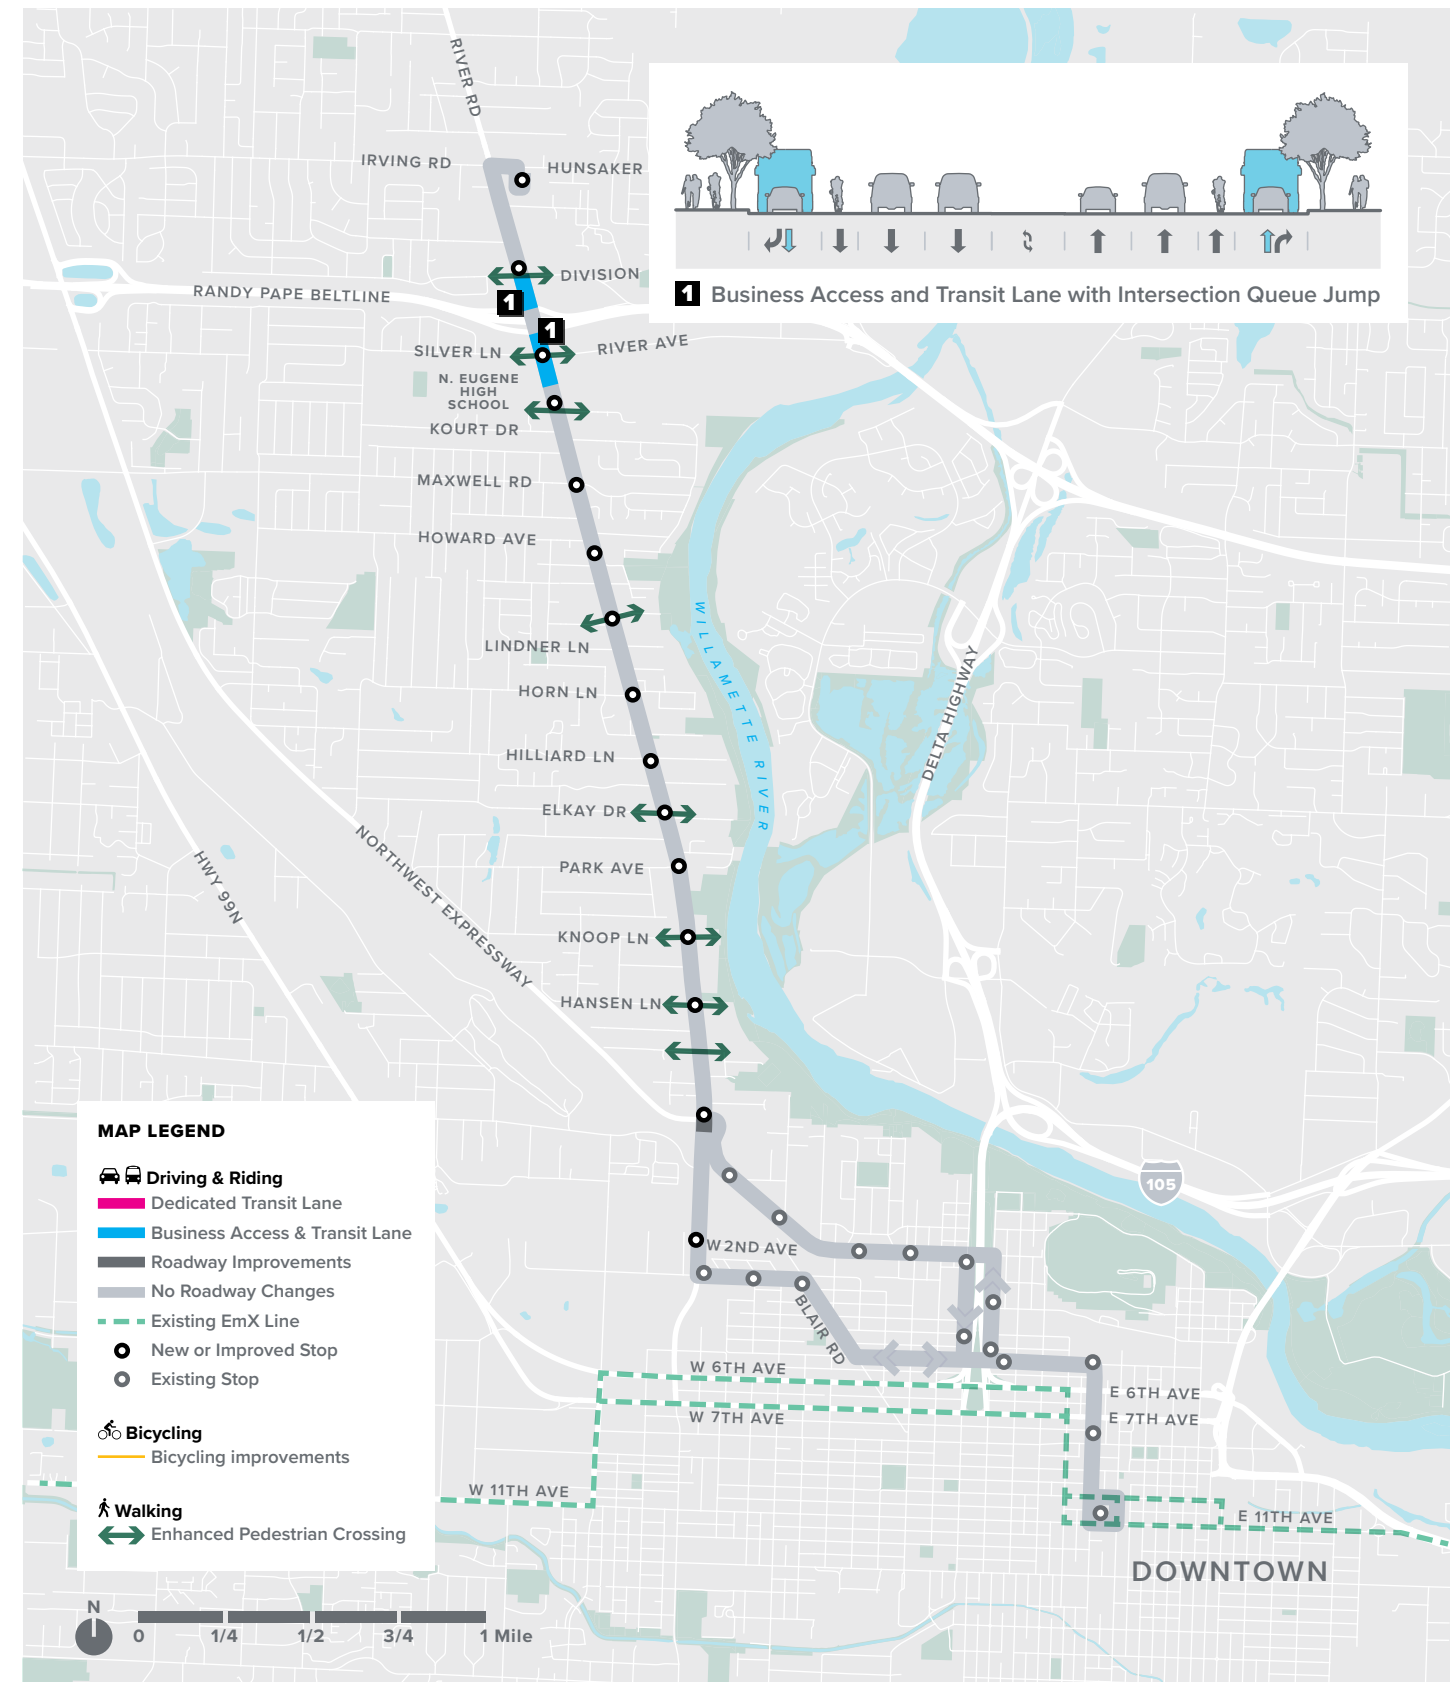 RIVER RD
IRVING RD
HUNSAKER
DIVISION
RANDY PAPE BELTLINE
1
1
SILVER LN
RIVER AVE
N. EUGENE
HIGH
SCHOOL
KOURT DR
MAXWELL RD
HOWARD AVE
LINDNER LN
HORN LN
HILLIARD LN
ELKAY DR
PARK AVE
KNOOP LN
HANSEN LN
1 Business Access and Transit Lane with Intersection Queue Jump
WILLAMETTE RIVER
DELTA HIGHWAY
NORTHWEST EXPRESSWAY
HWY 99N
105
W 2ND AVE
BLAIR RD
W 6TH AVE
W 7TH AVE
E 6TH AVE
E 7TH AVE
W 11TH AVE
E 11TH AVE
DOWNTOWN
MAP LEGEND
Driving & Riding
Dedicated Transit Lane
Business Access & Transit Lane
Roadway Improvements
No Roadway Changes
Existing EmX Line
New or Improved Stop
Existing Stop
Bicycling
Bicycling improvements
Walking
Enhanced Pedestrian Crossing
N
0 1/4 1/2 3/4 1 Mile